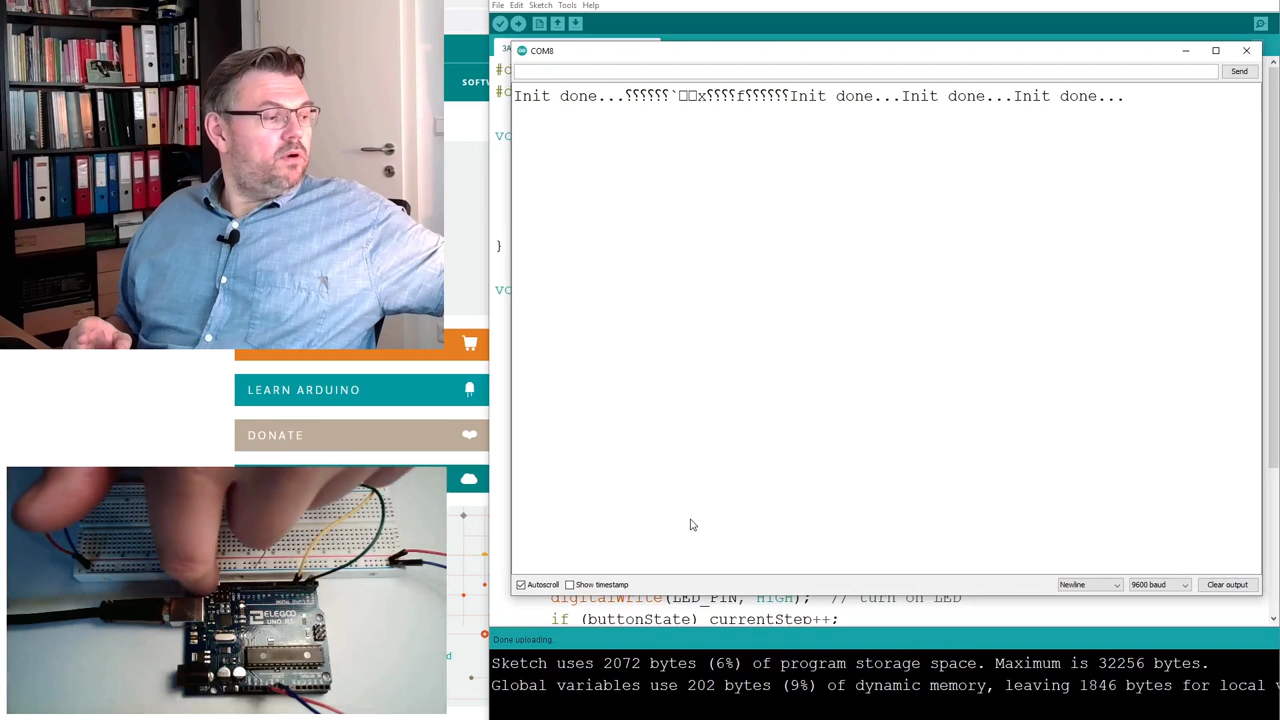 File Edit Sketch Tools Help
COM8
Send
SOFTW
Init done...⸮⸮⸮⸮⸮⸮`□□x⸮⸮⸮⸮f⸮⸮⸮⸮⸮⸮Init done...Init done...Init done...
}
LEARN ARDUINO
DONATE
Autoscroll Show timestamp
Newline 9600 baud Clear output
digitalWrite(LED_PIN, HIGH); // turn on LED
if (buttonState) currentStep++;
Done uploading.
Sketch uses 2072 bytes (6%) of program storage space. Maximum is 32256 bytes.
Global variables use 202 bytes (9%) of dynamic memory, leaving 1846 bytes for local v
ELEGOO
UNO R3